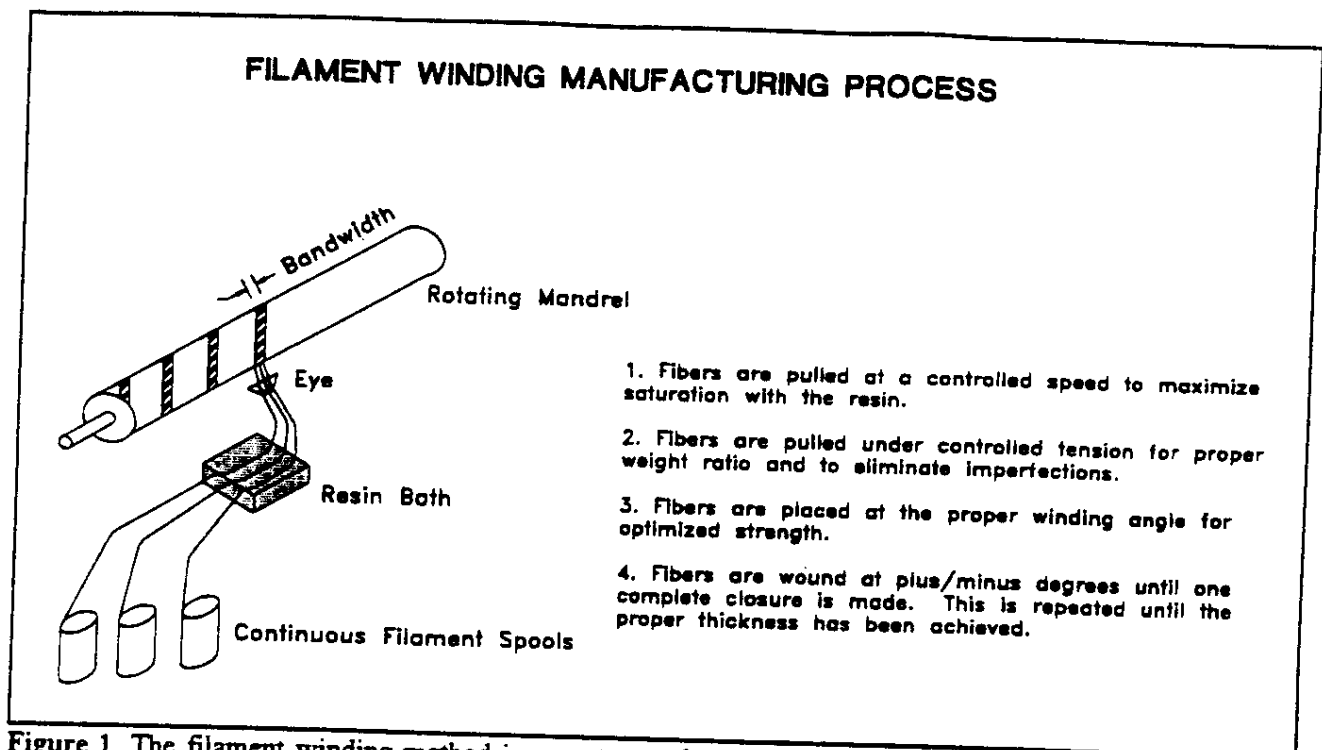 FILAMENT WINDING MANUFACTURING PROCESS
Bandwidth
Rotating Mandrel
Eye
Resin Bath
Continuous Filament Spools
1. Fibers are pulled at a controlled speed to maximize
saturation with the resin.
2. Fibers are pulled under controlled tension for proper
weight ratio and to eliminate imperfections.
3. Fibers are placed at the proper winding angle for
optimized strength.
4. Fibers are wound at plus/minus degrees until one
complete closure is made. This is repeated until the
proper thickness has been achieved.
Figure 1. The filament winding method